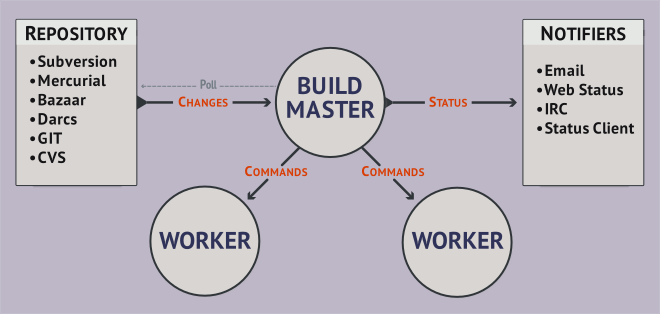 REPOSITORY
•Subversion
•Mercurial
•Bazaar
•Darcs
•GIT
•CVS
Poll
CHANGES
BUILD
MASTER
STATUS
NOTIFIERS
•Email
•Web Status
•IRC
•Status Client
COMMANDS
COMMANDS
WORKER
WORKER